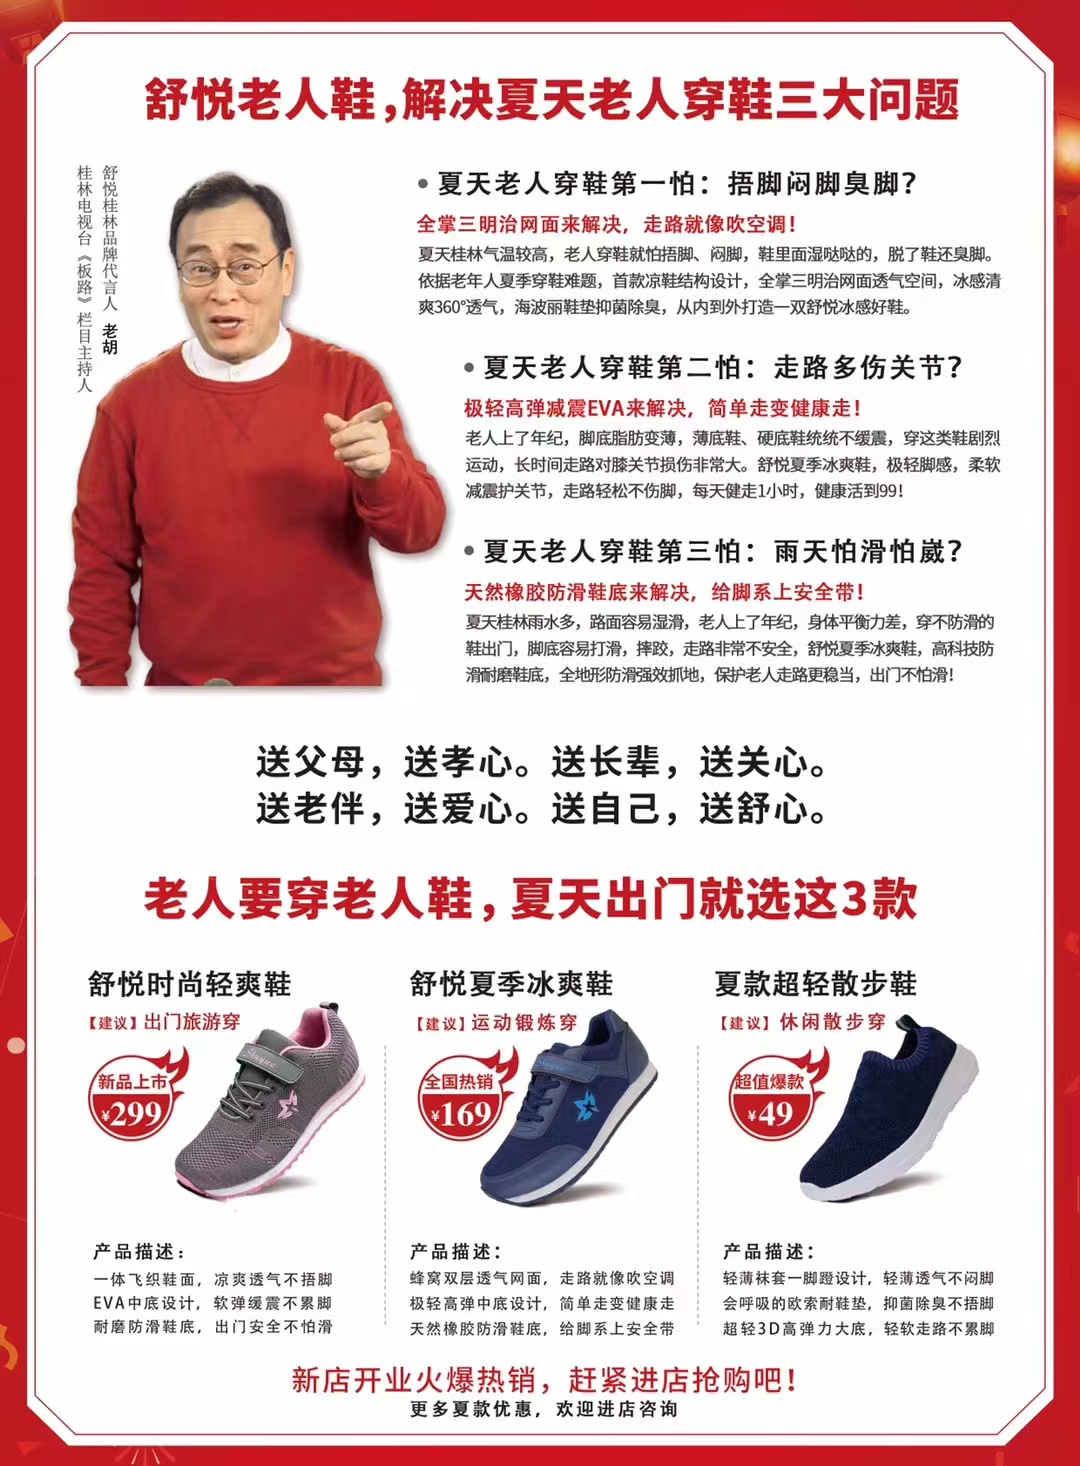 舒悦老人鞋,解决夏天老人穿鞋三大问题
舒悦桂林品牌代言人 老胡
桂林电视台《板路》栏目主持人
• 夏天老人穿鞋第一怕：捂脚闷脚臭脚？
全掌三明治网面来解决，走路就像吹空调！
夏天桂林气温较高，老人穿鞋就怕捂脚、闷脚，鞋里面湿哒哒的，脱了鞋还臭脚。
依据老年人夏季穿鞋难题，首款凉鞋结构设计，全掌三明治网面透气空间，冰感清
爽360°透气，海波丽鞋垫抑菌除臭，从内到外打造一双舒悦冰感好鞋。
• 夏天老人穿鞋第二怕：走路多伤关节？
极轻高弹减震EVA来解决，简单走变健康走！
老人上了年纪，脚底脂肪变薄，薄底鞋、硬底鞋统统不缓震，穿这类鞋剧烈
运动，长时间走路对膝关节损伤非常大。舒悦夏季冰爽鞋，极轻脚感，柔软
减震护关节，走路轻松不伤脚，每天健走1小时，健康活到99！
• 夏天老人穿鞋第三怕：雨天怕滑怕崴？
天然橡胶防滑鞋底来解决，给脚系上安全带！
夏天桂林雨水多，路面容易湿滑，老人上了年纪，身体平衡力差，穿不防滑的
鞋出门，脚底容易打滑，摔跤，走路非常不安全，舒悦夏季冰爽鞋，高科技防
滑耐磨鞋底，全地形防滑强效抓地，保护老人走路更稳当，出门不怕滑！
送父母，送孝心。送长辈，送关心。
送老伴，送爱心。送自己，送舒心。
老人要穿老人鞋，夏天出门就选这3款
舒悦时尚轻爽鞋
【建议】出门旅游穿
新品上市
¥299
产品描述：
一体飞织鞋面，凉爽透气不捂脚
EVA中底设计，软弹缓震不累脚
耐磨防滑鞋底，出门安全不怕滑
舒悦夏季冰爽鞋
【建议】运动锻炼穿
全国热销
¥169
产品描述：
蜂窝双层透气网面，走路就像吹空调
极轻高弹中底设计，简单走变健康走
天然橡胶防滑鞋底，给脚系上安全带
夏款超轻散步鞋
【建议】休闲散步穿
超值爆款
¥49
产品描述：
轻薄袜套一脚蹬设计，轻薄透气不闷脚
会呼吸的欧索耐鞋垫，抑菌除臭不捂脚
超轻3D高弹力大底，轻软走路不累脚
新店开业火爆热销，赶紧进店抢购吧！
更多夏款优惠，欢迎进店咨询